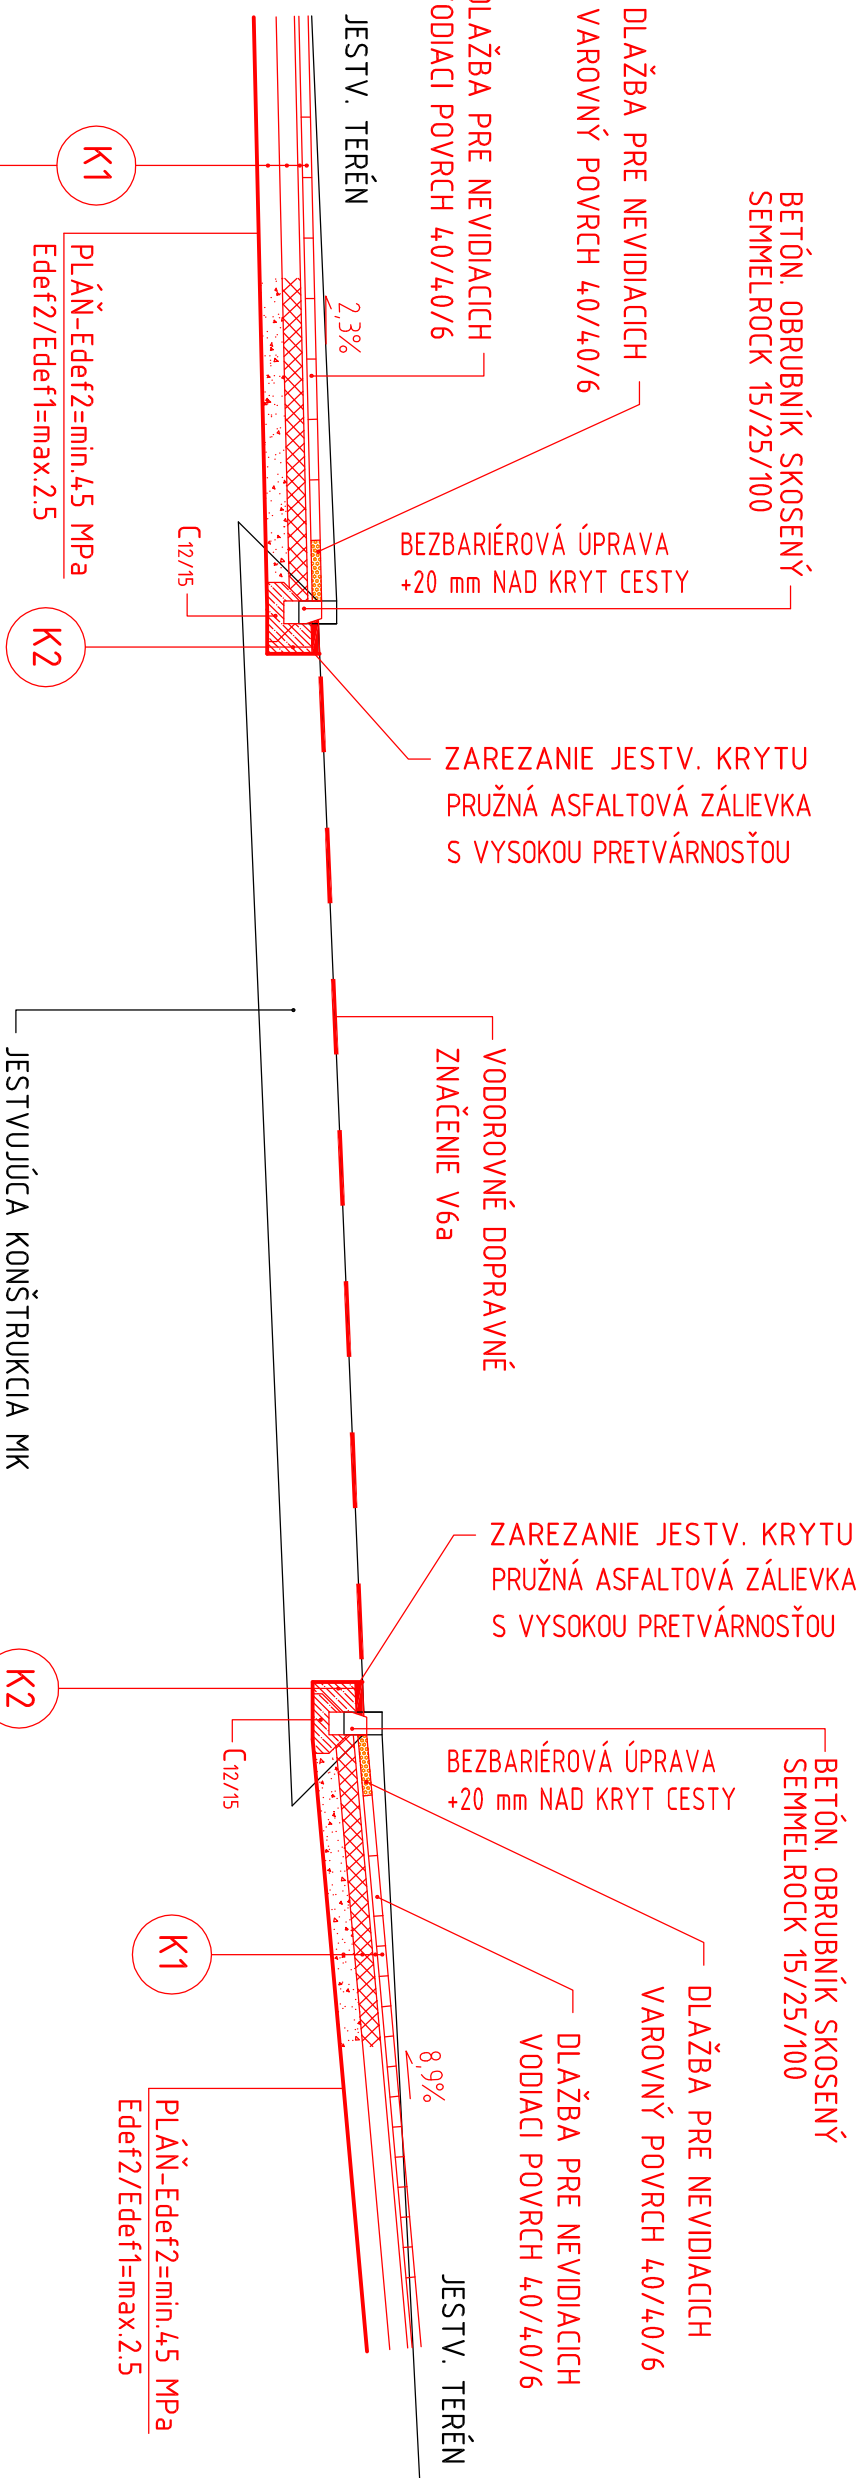 JESTV. TERÉN
DLAŽBA PRE NEVIDIACICH
VODIACI POVRCH 40/40/6
DLAŽBA PRE NEVIDIACICH
VAROVNÝ POVRCH 40/40/6
BETÓN. OBRUBNÍK SKOSENÝ
SEMMELROCK 15/25/100
K1
2,3%
PLÁŇ-Edef2=min.45 MPa
Edef2/Edef1=max.2.5
C12/15
K2
BEZBARIÉROVÁ ÚPRAVA
+20 mm NAD KRYT CESTY
ZAREZANIE JESTV. KRYTU
PRUŽNÁ ASFALTOVÁ ZÁLIEVKA
S VYSOKOU PRETVÁRNOSŤOU
VODOROVNÉ DOPRAVNÉ
ZNAČENIE V6a
JESTVUJÚCA KONŠTRUKCIA MK
ZAREZANIE JESTV. KRYTU
PRUŽNÁ ASFALTOVÁ ZÁLIEVKA
S VYSOKOU PRETVÁRNOSŤOU
K2
C12/15
BEZBARIÉROVÁ ÚPRAVA
+20 mm NAD KRYT CESTY
BETÓN. OBRUBNÍK SKOSENÝ
SEMMELROCK 15/25/100
K1
DLAŽBA PRE NEVIDIACICH
VAROVNÝ POVRCH 40/40/6
DLAŽBA PRE NEVIDIACICH
VODIACI POVRCH 40/40/6
8,9%
PLÁŇ-Edef2=min.45 MPa
Edef2/Edef1=max.2.5
JESTV. TERÉN